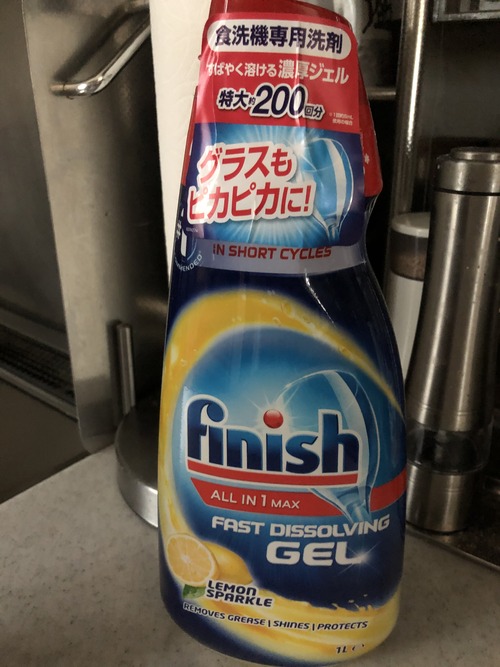 食洗機専用洗剤
すばやく溶ける濃厚ジェル
特大約200回分
グラスも
ピカピカに!
IN SHORT CYCLES
finish
ALL IN 1 MAX
FAST DISSOLVING
GEL
LEMON
SPARKLE
REMOVES GREASE | SHINES | PROTECTS
1L e